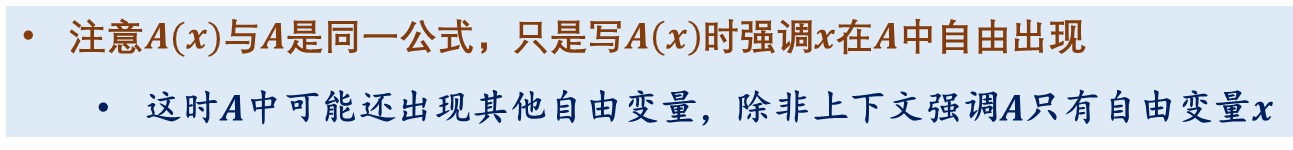 • 注意A(x)与A是同一公式，只是写A(x)时强调x在A中自由出现
• 这时A中可能还出现其他自由变量，除非上下文强调A只有自由变量x